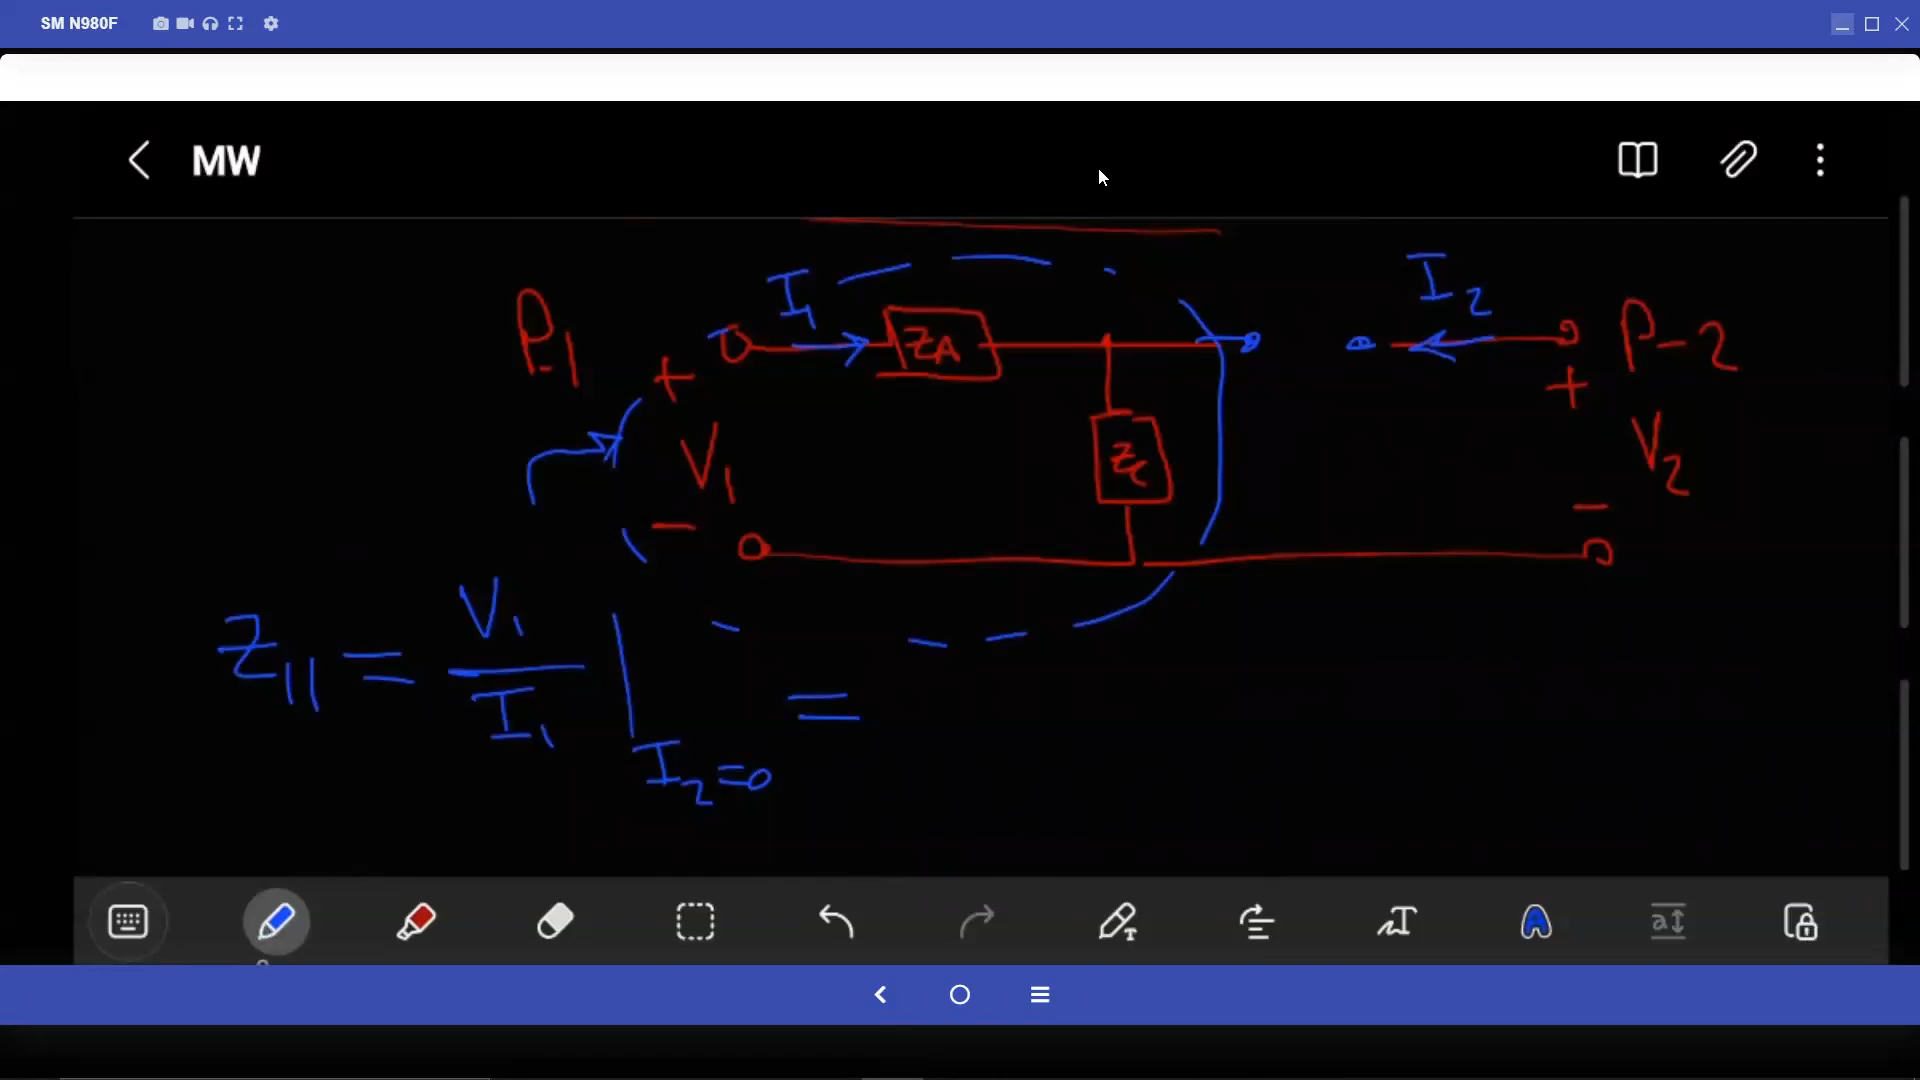 SM N980F
MW
I1
I2
P-1
ZA
P-2
+
+
V1
Zc
V2
-
-
Z11 = V1 / I1 | I2=0 =